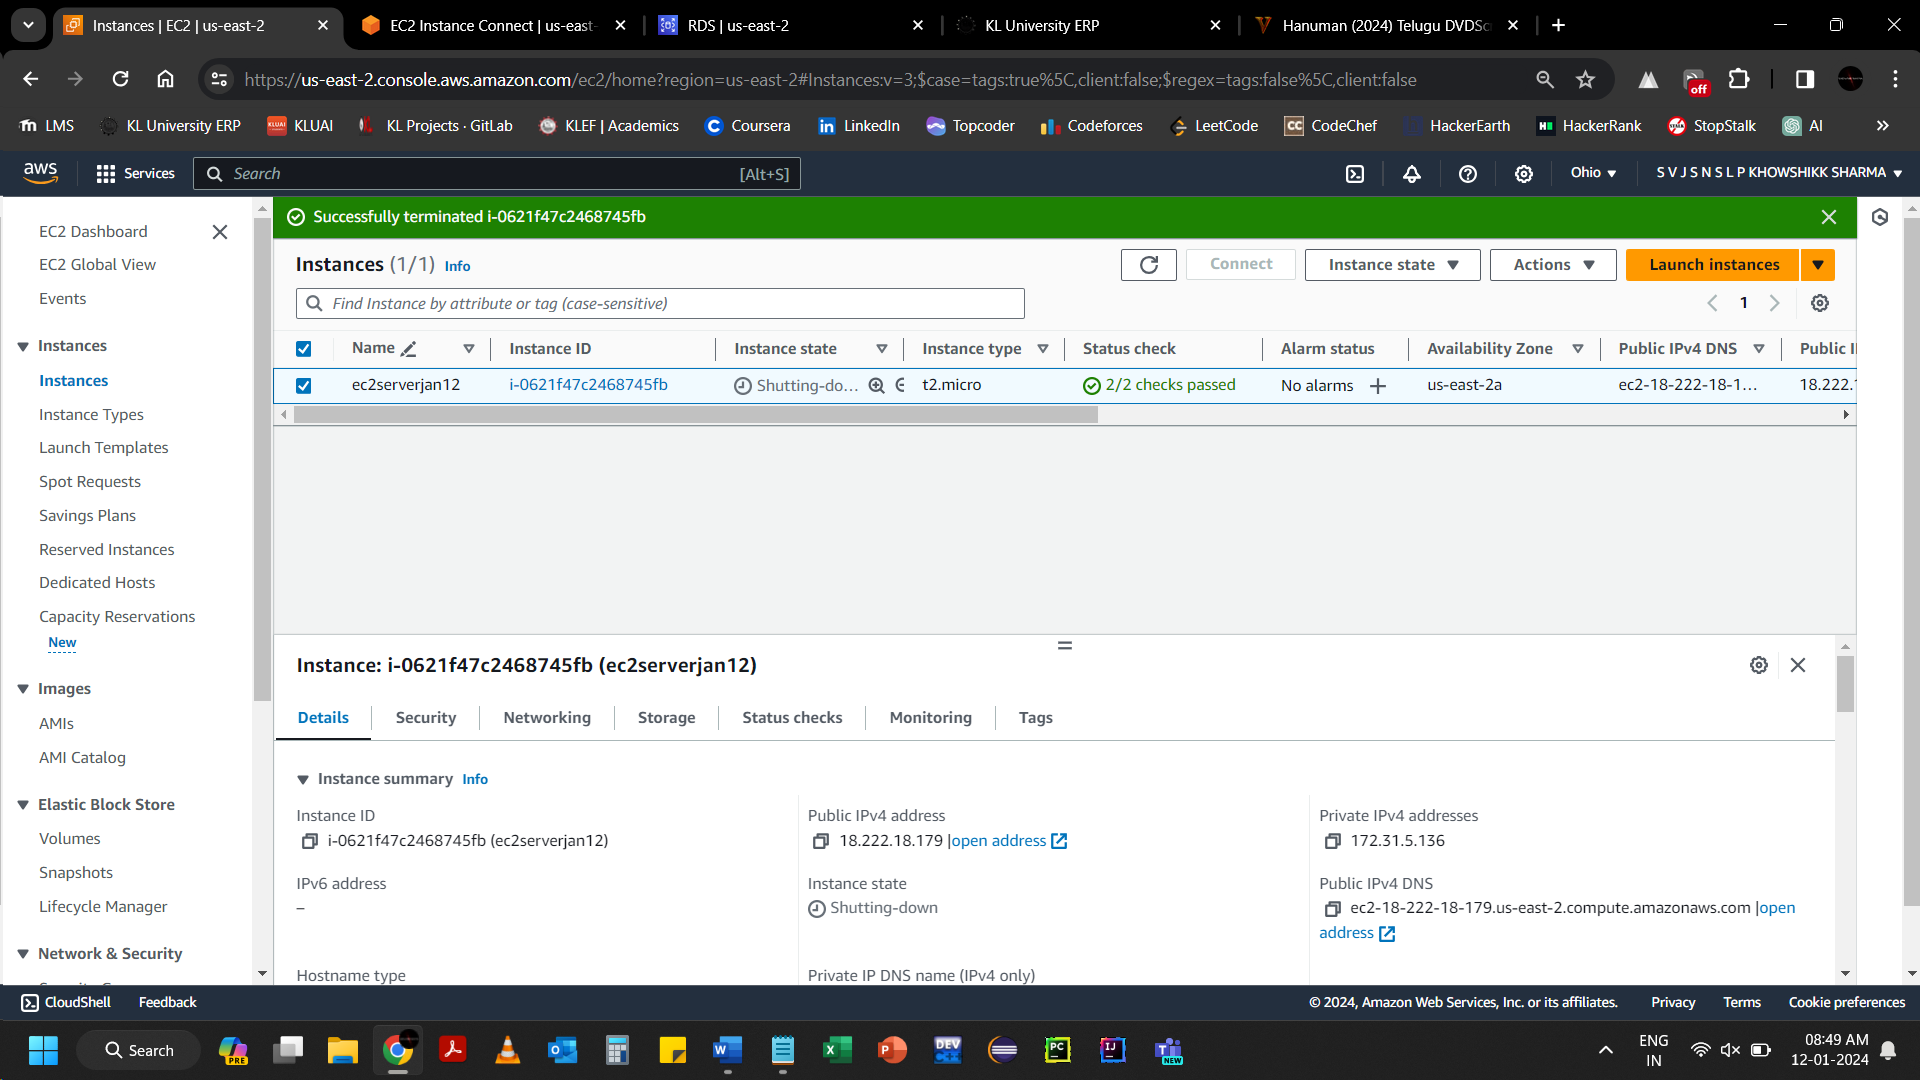 Instances | EC2 | us-east-2
EC2 Instance Connect | us-east-
RDS | us-east-2
KL University ERP
Hanuman (2024) Telugu DVDSc
https://us-east-2.console.aws.amazon.com/ec2/home?region=us-east-2#Instances:v=3;$case=tags:true%5C,client:false;$regex=tags:false%5C,client:false
off
LMS
KL University ERP
KLUAI
KL Projects · GitLab
KLEF | Academics
Coursera
LinkedIn
Topcoder
Codeforces
LeetCode
CodeChef
HackerEarth
HackerRank
StopStalk
AI
aws
Services
Search
[Alt+S]
Ohio
S V J S N S L P KHOWSHIKK SHARMA
EC2 Dashboard
EC2 Global View
Events
Instances
Instances
Instance Types
Launch Templates
Spot Requests
Savings Plans
Reserved Instances
Dedicated Hosts
Capacity Reservations
New
Images
AMIs
AMI Catalog
Elastic Block Store
Volumes
Snapshots
Lifecycle Manager
Network & Security
Successfully terminated i-0621f47c2468745fb
Instances (1/1) Info
Connect
Instance state
Actions
Launch instances
Find Instance by attribute or tag (case-sensitive)
1
Name
Instance ID
Instance state
Instance type
Status check
Alarm status
Availability Zone
Public IPv4 DNS
Public I
ec2serverjan12
i-0621f47c2468745fb
Shutting-do...
t2.micro
2/2 checks passed
No alarms
us-east-2a
ec2-18-222-18-1...
18.222.
Instance: i-0621f47c2468745fb (ec2serverjan12)
Details
Security
Networking
Storage
Status checks
Monitoring
Tags
Instance summary Info
Instance ID
i-0621f47c2468745fb (ec2serverjan12)
Public IPv4 address
18.222.18.179 |open address
Private IPv4 addresses
172.31.5.136
IPv6 address
–
Instance state
Shutting-down
Public IPv4 DNS
ec2-18-222-18-179.us-east-2.compute.amazonaws.com |open
address
Hostname type
Private IP DNS name (IPv4 only)
CloudShell
Feedback
© 2024, Amazon Web Services, Inc. or its affiliates.
Privacy
Terms
Cookie preferences
Search
PRE
DEV
PC
IJ
NEW
ENG
IN
08:49 AM
12-01-2024